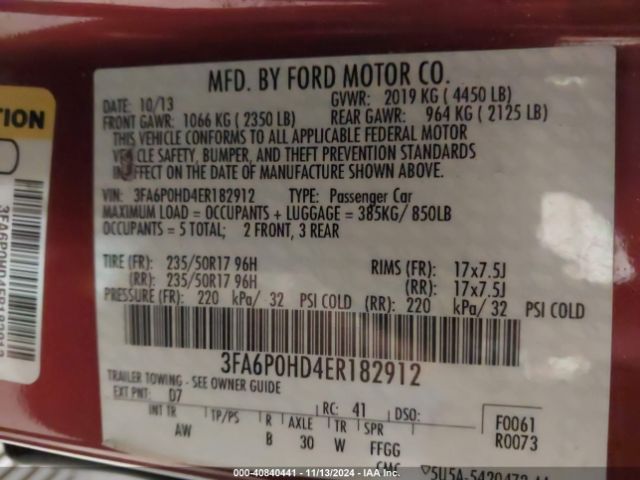 MFD. BY FORD MOTOR CO.
DATE: 10/13 GVWR: 2019 KG ( 4450 LB)
FRONT GAWR: 1066 KG ( 2350 LB) REAR GAWR: 964 KG ( 2125 LB)
THIS VEHICLE CONFORMS TO ALL APPLICABLE FEDERAL MOTOR
VEHICLE SAFETY, BUMPER, AND THEFT PREVENTION STANDARDS
IN EFFECT ON THE DATE OF MANUFACTURE SHOWN ABOVE.
VIN: 3FA6P0HD4ER182912 TYPE: Passenger Car
MAXIMUM LOAD = OCCUPANTS + LUGGAGE = 385KG/ 850LB
OCCUPANTS = 5 TOTAL; 2 FRONT, 3 REAR
TIRE (FR): 235/50R17 96H RIMS (FR): 17x7.5J
(RR): 235/50R17 96H (RR): 17x7.5J
PRESSURE (FR): 220 kPa/ 32 PSI COLD (RR): 220 kPa/ 32 PSI COLD
3FA6P0HD4ER182912
TRAILER TOWING - SEE OWNER GUIDE
EXT PNT: D7 RC: 41 DSO: F0061
INT TR TP/PS R AXLE TR SPR R0073
AW B 30 W FFGG
3FA6P0HD4ER182912
000-40840441 - 11/13/2024 - IAAI.COM